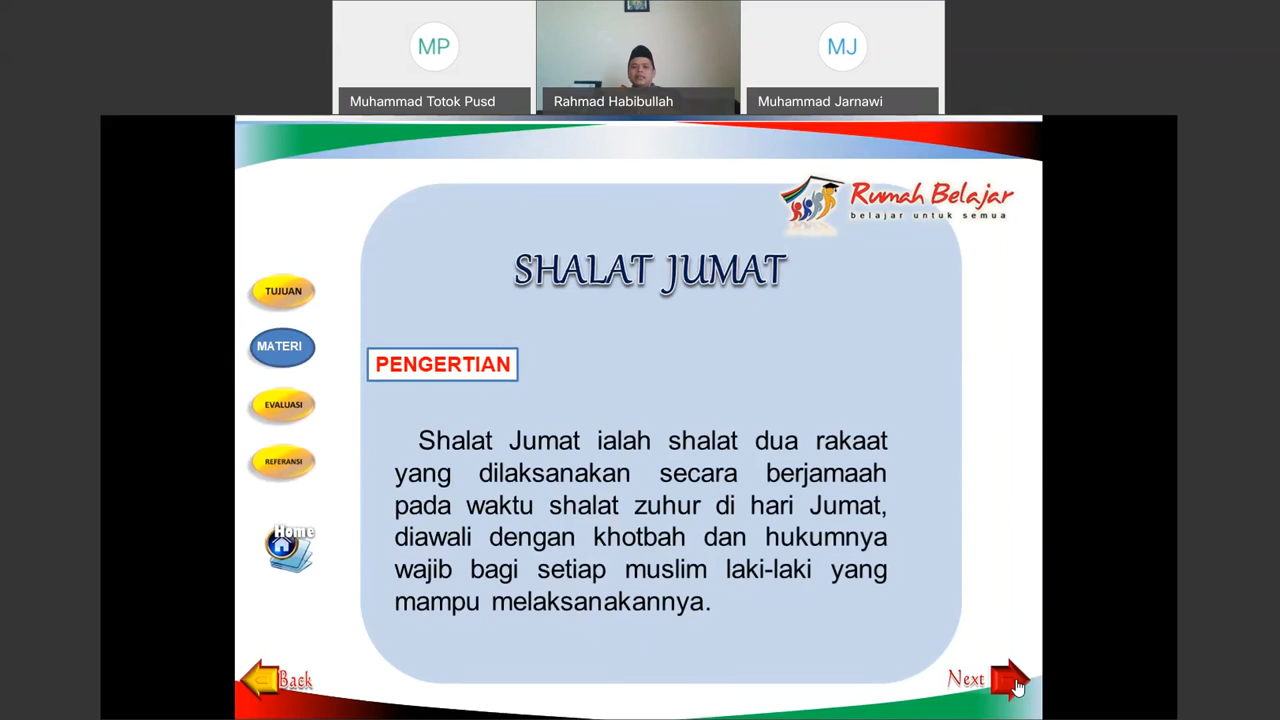 MP
MJ
Muhammad Totok Pusd
Rahmad Habibullah
Muhammad Jarnawi
Rumah Belajar
belajar untuk semua
SHALAT JUMAT
TUJUAN
MATERI
EVALUASI
REFERANSI
Home
PENGERTIAN
Shalat Jumat ialah shalat dua rakaat
yang dilaksanakan secara berjamaah
pada waktu shalat zuhur di hari Jumat,
diawali dengan khotbah dan hukumnya
wajib bagi setiap muslim laki-laki yang
mampu melaksanakannya.
Back
Next